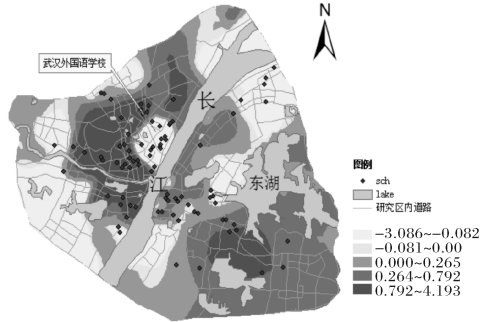 N
武汉外国语学校
长
江
东湖
图例
sch
lake
研究区内道路
-3.086~-0.082
-0.081~0.00
0.000~0.265
0.264~0.792
0.792~4.193